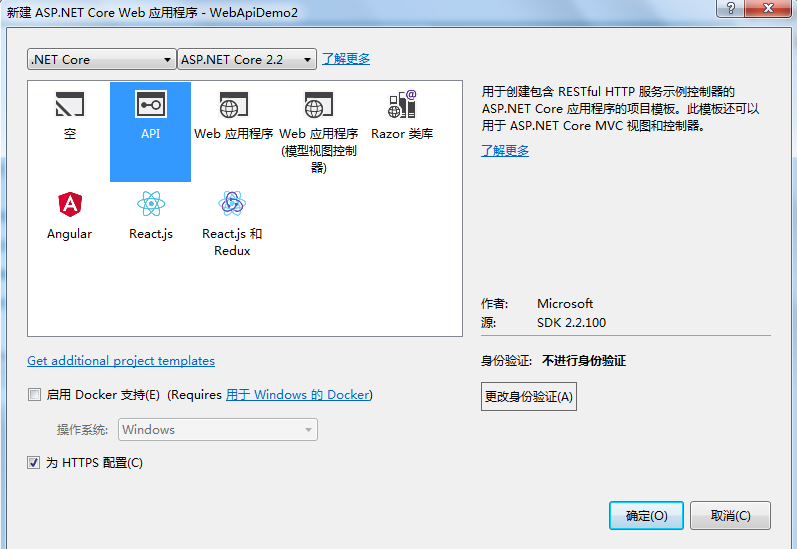 新建 ASP.NET Core Web 应用程序 - WebApiDemo2
.NET Core
ASP.NET Core 2.2
了解更多
空
API
Web 应用程序
Web 应用程序
(模型视图控制
器)
Razor 类库
Angular
React.js
React.js 和
Redux
用于创建包含 RESTful HTTP 服务示例控制器的
ASP.NET Core 应用程序的项目模板。此模板还可以
用于 ASP.NET Core MVC 视图和控制器。
了解更多
作者: Microsoft
源: SDK 2.2.100
Get additional project templates
身份验证: 不进行身份验证
更改身份验证(A)
启用 Docker 支持(E) (Requires 用于 Windows 的 Docker)
操作系统: Windows
为 HTTPS 配置(C)
确定(O)
取消(C)